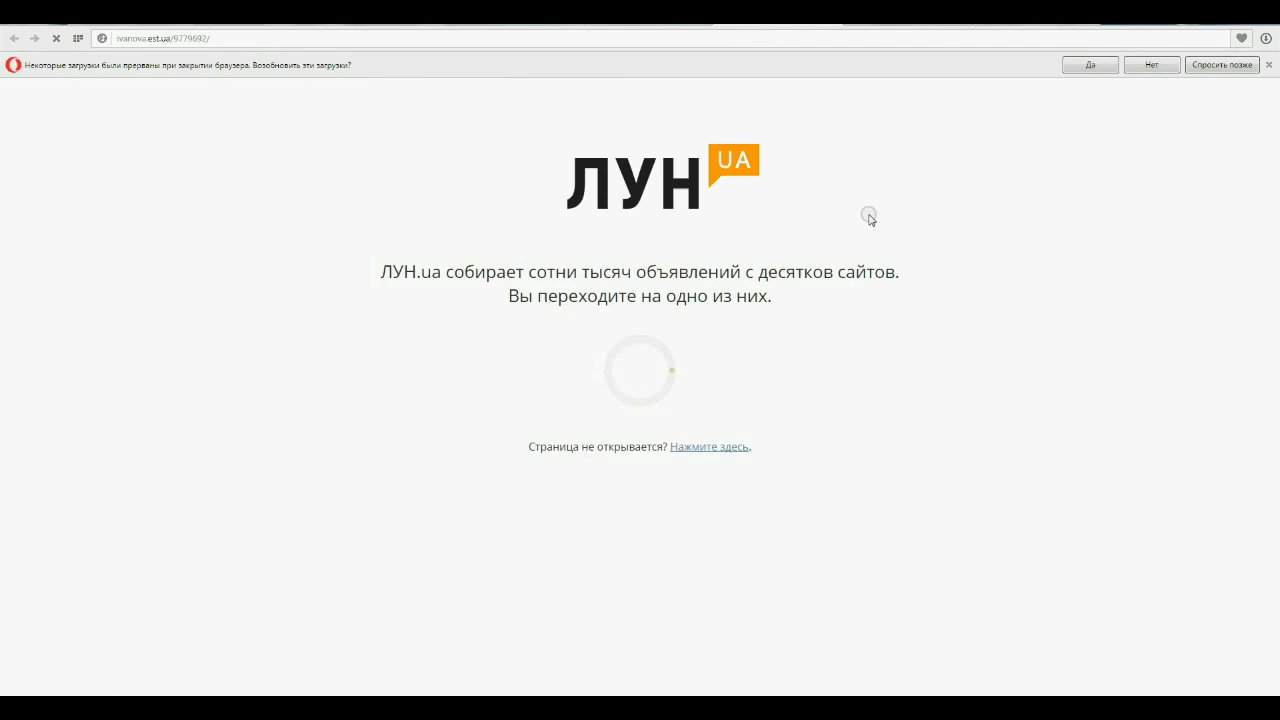 ivanova.est.ua/9779692/
Некоторые загрузки были прерваны при закрытии браузера. Возобновить эти загрузки?
Да
Нет
Спросить позже
ЛУН UA
ЛУН.ua собирает сотни тысяч объявлений с десятков сайтов.
Вы переходите на одно из них.
Страница не открывается? Нажмите здесь.